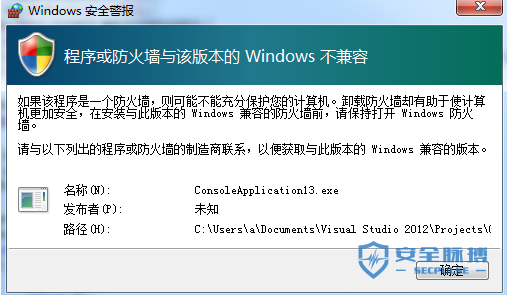 Windows 安全警报
程序或防火墙与该版本的 Windows 不兼容
如果该程序是一个防火墙，则可能不能充分保护您的计算机。卸载防火墙却有助于使计算
机更加安全，在安装与此版本的 Windows 兼容的防火墙前，请保持打开 Windows 防火
墙。
请与以下列出的程序或防火墙的制造商联系，以便获取与此版本的 Windows 兼容的版本。
名称(N): ConsoleApplication13.exe
发布者(P): 未知
路径(H): C:\Users\a\Documents\Visual Studio 2012\Projects\
安全脉搏
SECPULSE
确定